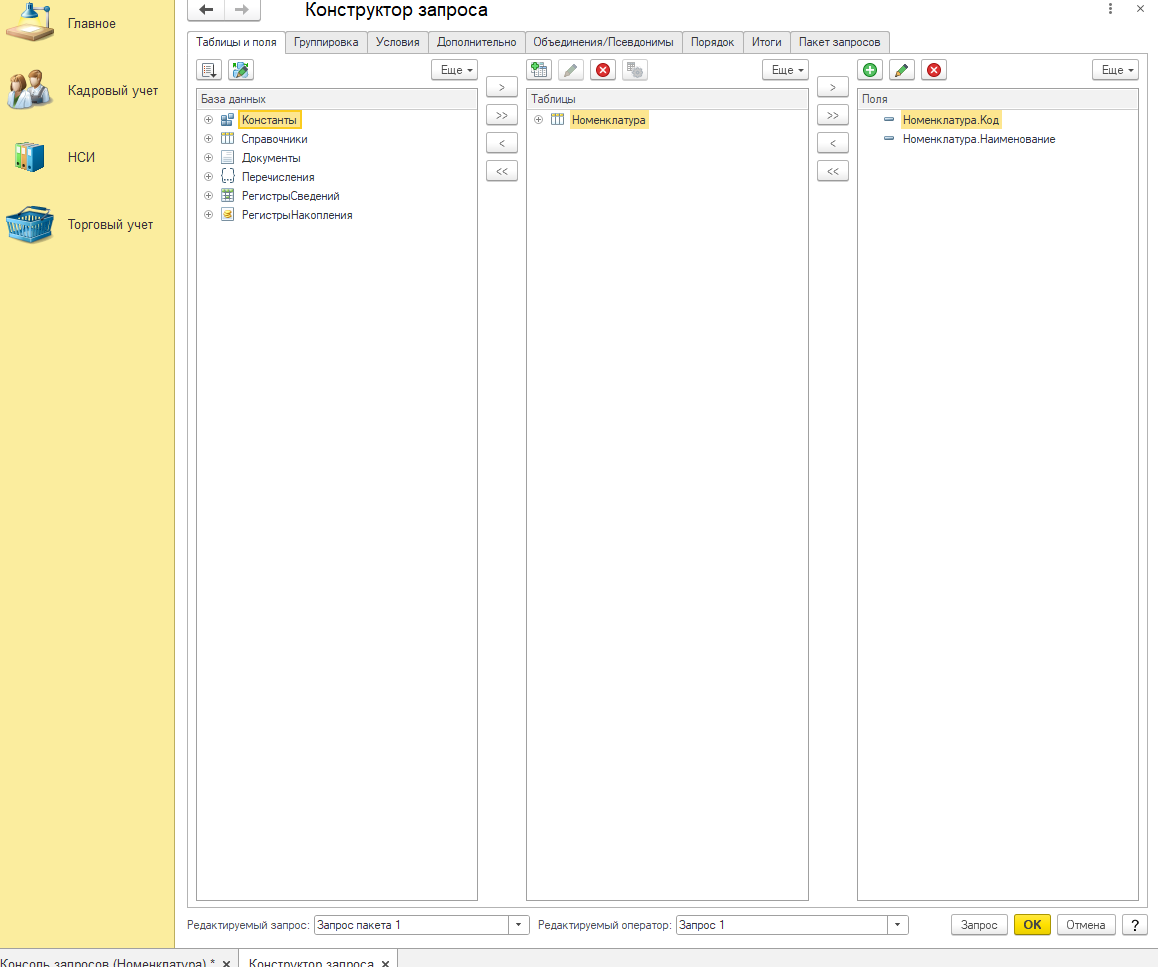 Главное
Кадровый учет
НСИ
Торговый учет
Конструктор запроса
Таблицы и поля Группировка Условия Дополнительно Объединения/Псевдонимы Порядок Итоги Пакет запросов
Еще Еще Еще
База данных
Константы
Справочники
Документы
Перечисления
РегистрыСведений
РегистрыНакопления
>
>>
<
<<
Таблицы
Номенклатура
>
>>
<
<<
Поля
Номенклатура.Код
Номенклатура.Наименование
Редактируемый запрос: Запрос пакета 1 Редактируемый оператор: Запрос 1 Запрос ОК Отмена ?
Консоль запросов (Номенклатура) * × Конструктор запроса ×